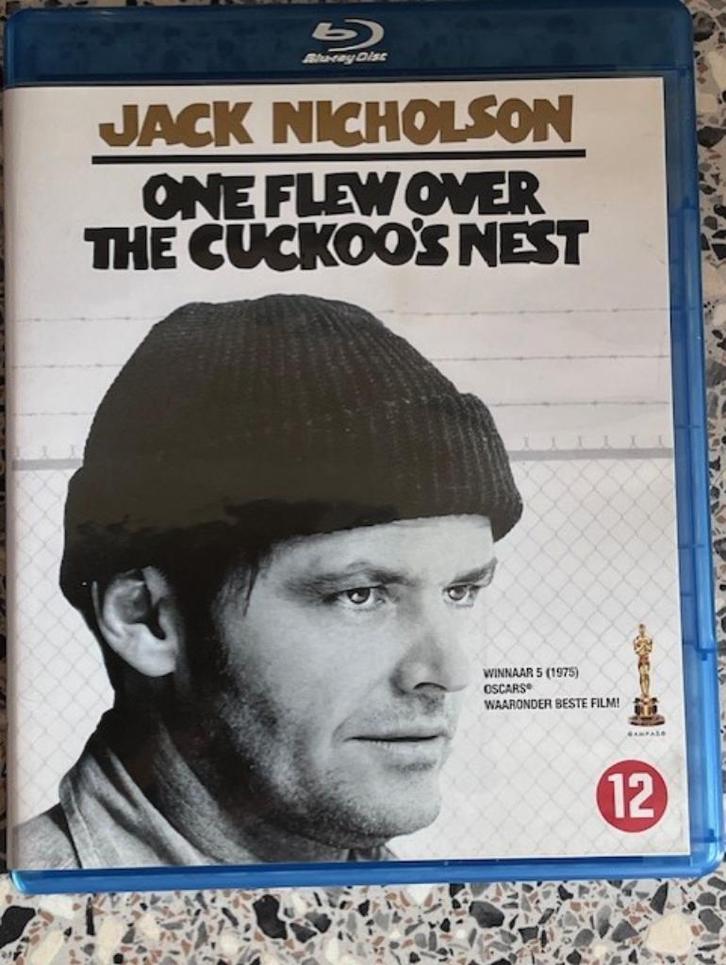 Blu-ray Disc
JACK NICHOLSON
ONE FLEW OVER
THE CUCKOO'S NEST
WINNAAR 5 (1975)
OSCARS®
WAARONDER BESTE FILM!
©AMPAS®
12